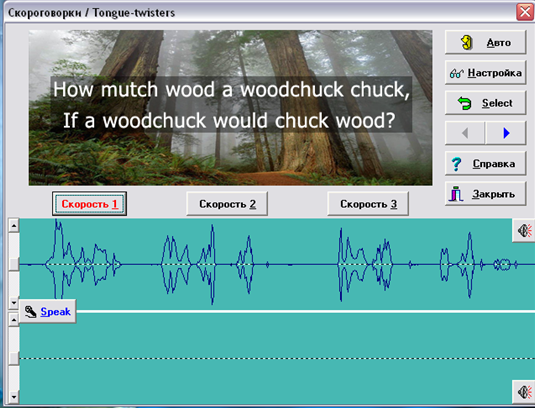 Скороговорки / Tongue-twisters
How mutch wood a woodchuck chuck,
If a woodchuck would chuck wood?
Авто
Настройка
Select
Справка
Закрыть
Скорость 1
Скорость 2
Скорость 3
Speak